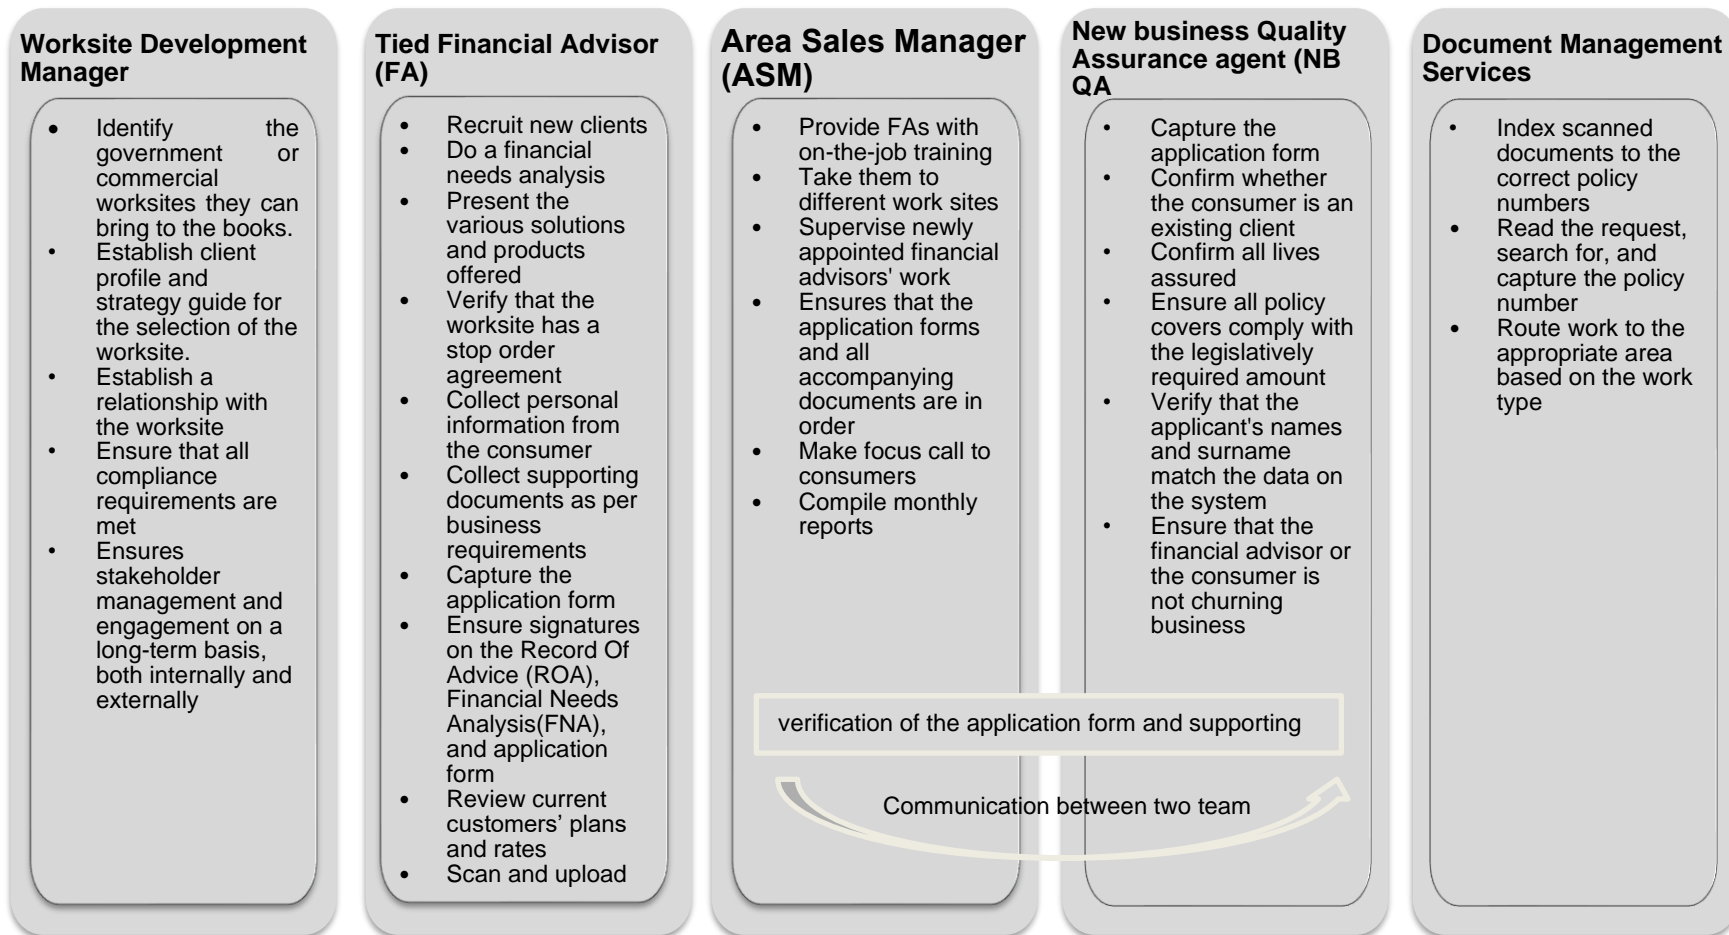 Worksite Development
Manager
• Identify the
government or
commercial
worksites they can
bring to the books.
• Establish client
profile and
strategy guide for
the selection of the
worksite.
• Establish a
relationship with
the worksite
• Ensure that all
compliance
requirements are
met
• Ensures
stakeholder
management and
engagement on a
long-term basis,
both internally and
externally
Tied Financial Advisor
(FA)
• Recruit new clients
• Do a financial
needs analysis
• Present the
various solutions
and products
offered
• Verify that the
worksite has a
stop order
agreement
• Collect personal
information from
the consumer
• Collect supporting
documents as per
business
requirements
• Capture the
application form
• Ensure signatures
on the Record Of
Advice (ROA),
Financial Needs
Analysis(FNA),
and application
form
• Review current
customers’ plans
and rates
• Scan and upload
Area Sales Manager
(ASM)
• Provide FAs with
on-the-job training
• Take them to
different work sites
• Supervise newly
appointed financial
advisors' work
• Ensures that the
application forms
and all
accompanying
documents are in
order
• Make focus call to
consumers
• Compile monthly
reports
New business Quality
Assurance agent (NB
QA
• Capture the
application form
• Confirm whether
the consumer is an
existing client
• Confirm all lives
assured
• Ensure all policy
covers comply with
the legislatively
required amount
• Verify that the
applicant's names
and surname
match the data on
the system
• Ensure that the
financial advisor or
the consumer is
not churning
business
verification of the application form and supporting
Communication between two team
Document Management
Services
• Index scanned
documents to the
correct policy
numbers
• Read the request,
search for, and
capture the policy
number
• Route work to the
appropriate area
based on the work
type